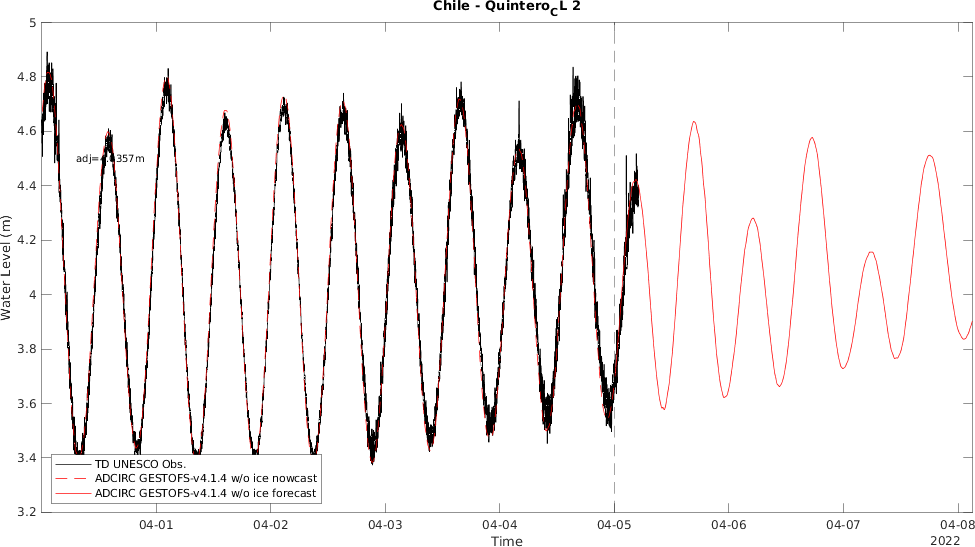 Chile - Quintero_CL 2
5
4.8
4.6
4.4
4.2
4
3.8
3.6
3.4
3.2
Water Level (m)
TD UNESCO Obs.
ADCIRC GESTOFS-v4.1.4 w/o ice nowcast
ADCIRC GESTOFS-v4.1.4 w/o ice forecast
04-01 04-02 04-03 04-04 04-05 04-06 04-07 04-08
Time
2022